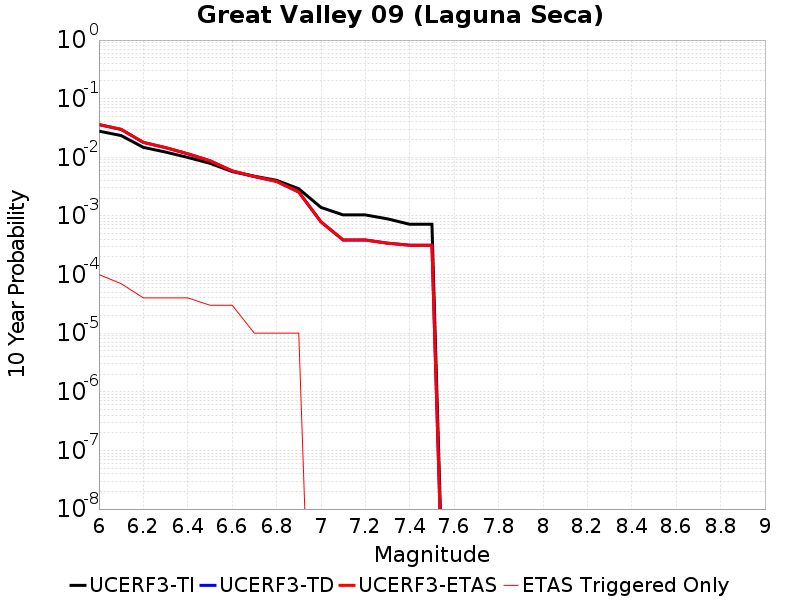 Great Valley 09 (Laguna Seca)
10^0
10^-1
10^-2
10^-3
10^-4
10^-5
10^-6
10^-7
10^-8
10 Year Probability
6 6.2 6.4 6.6 6.8 7 7.2 7.4 7.6 7.8 8 8.2 8.4 8.6 8.8 9
Magnitude
UCERF3-TI UCERF3-TD UCERF3-ETAS ETAS Triggered Only